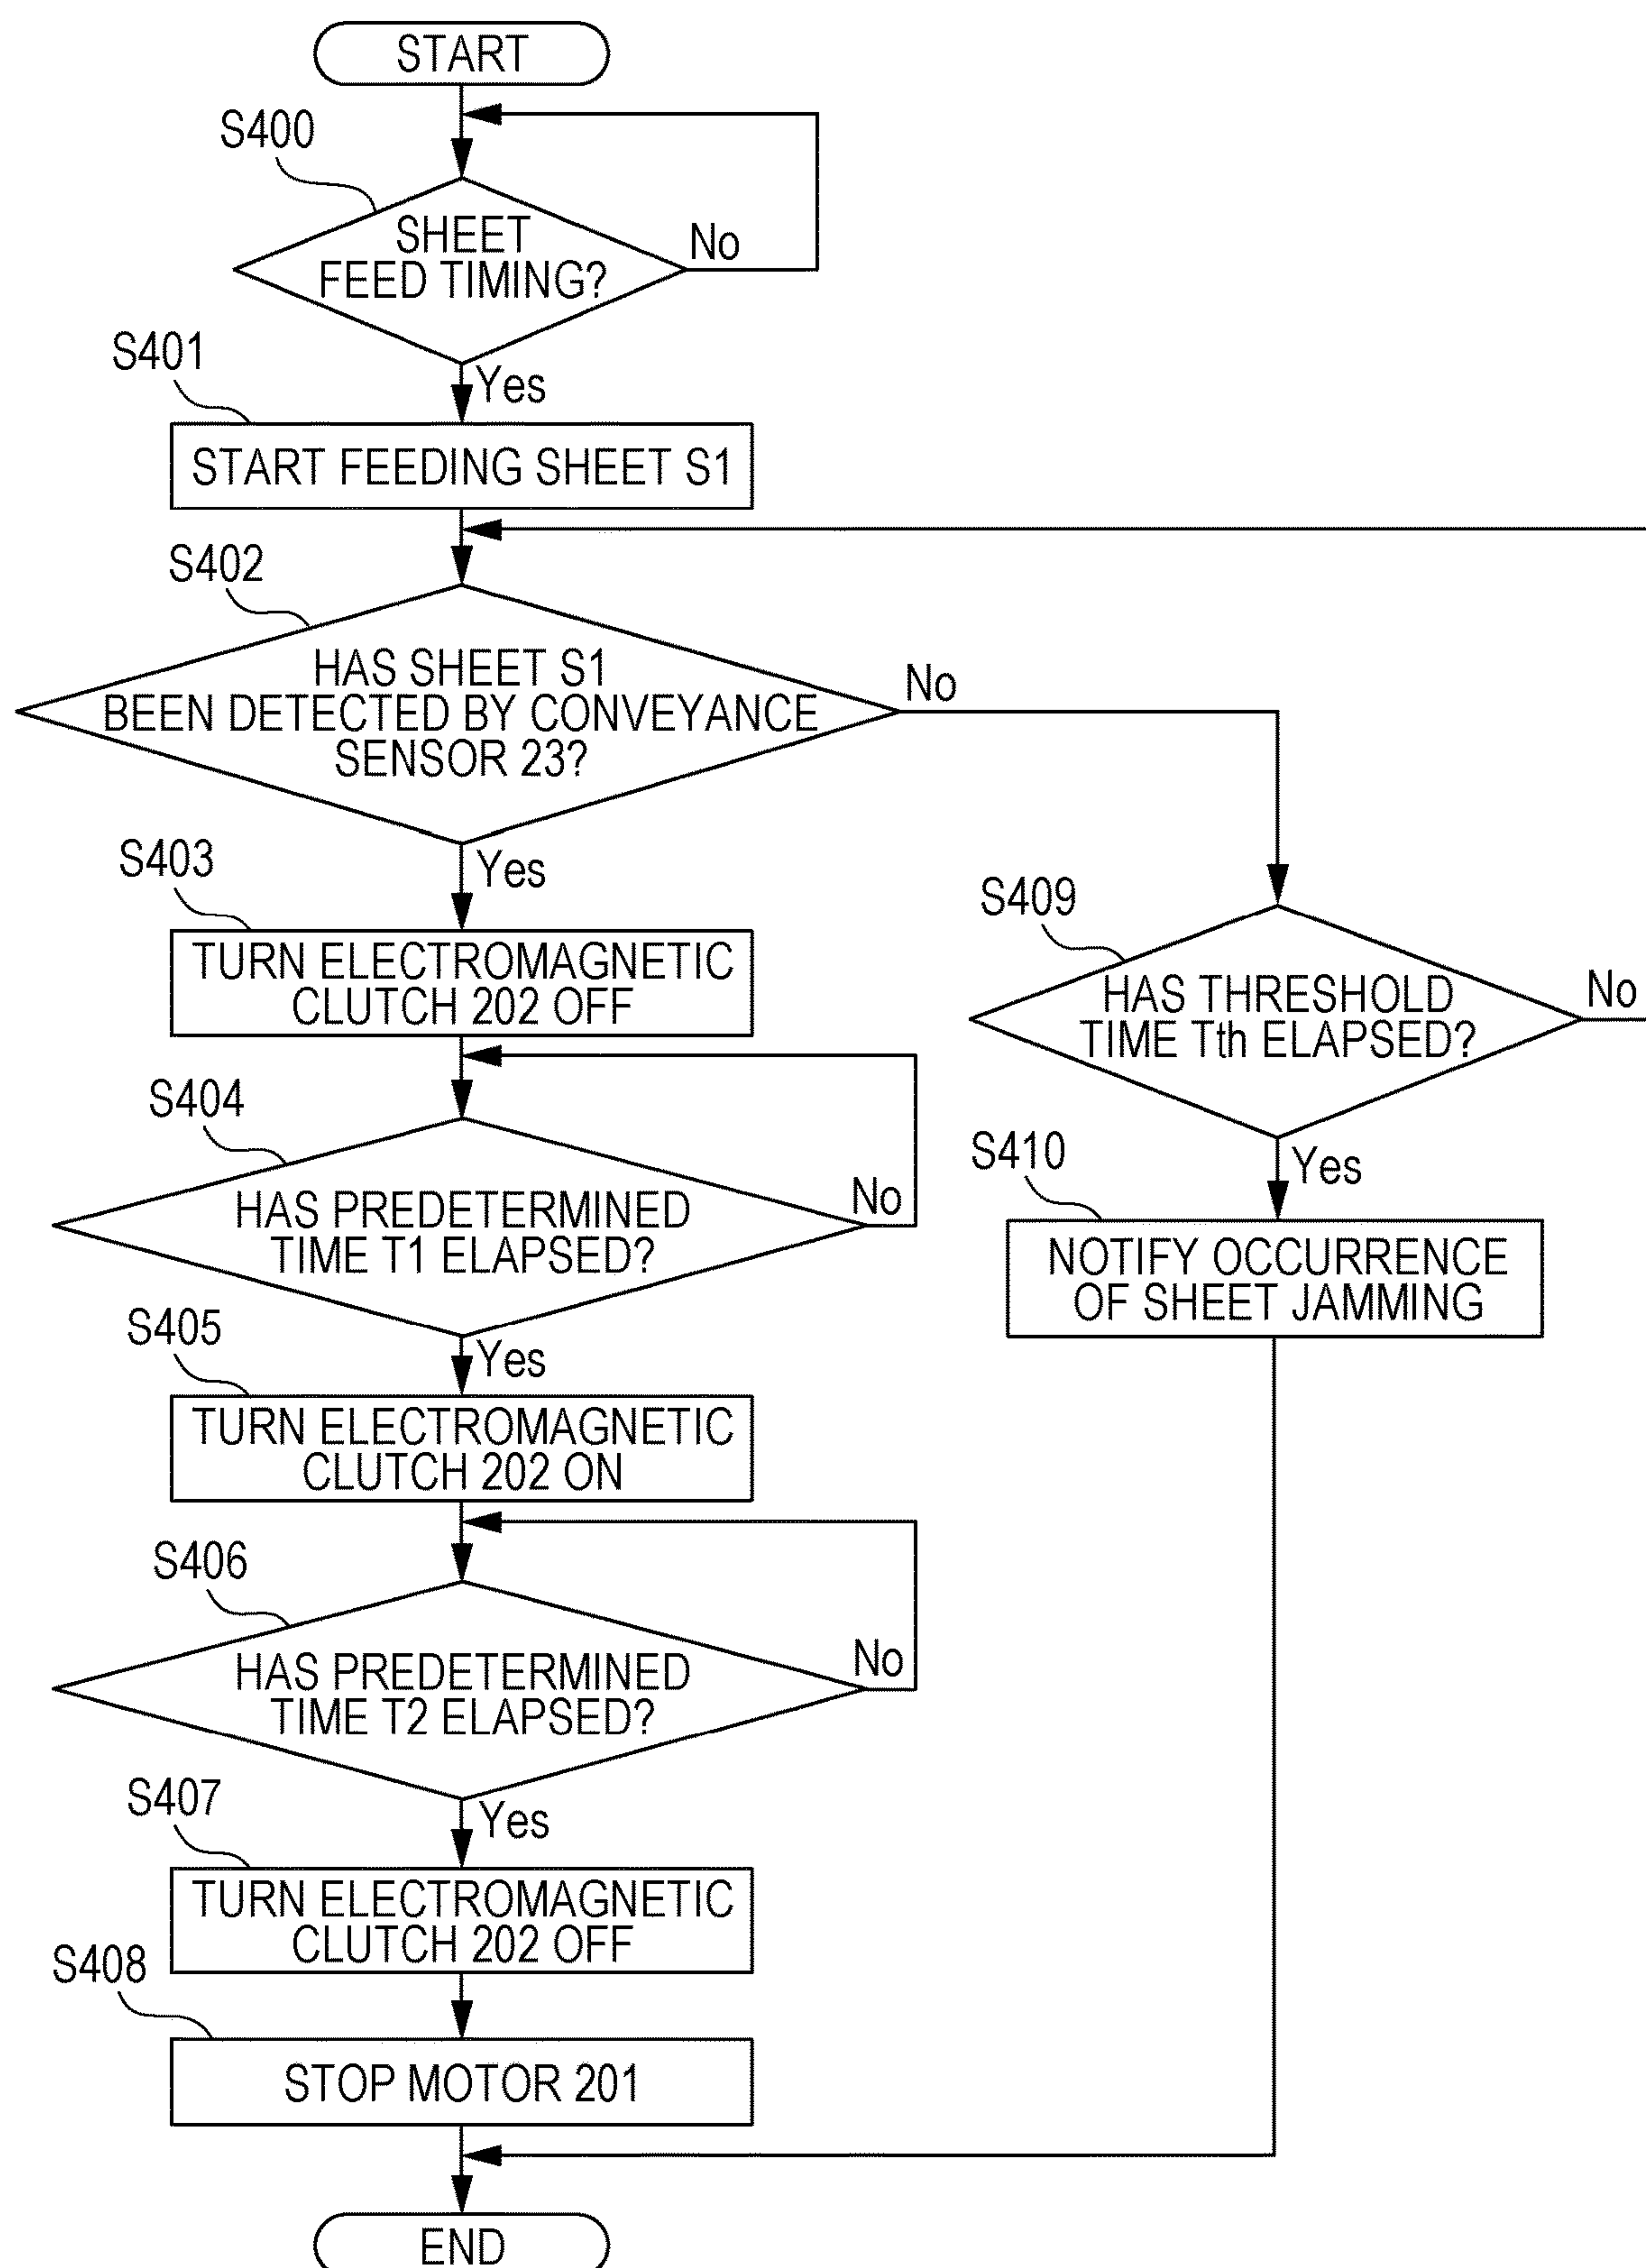 START
S400
SHEET
FEED TIMING?
No
Yes
S401
START FEEDING SHEET S1
S402
HAS SHEET S1
BEEN DETECTED BY CONVEYANCE
SENSOR 23?
No
Yes
S403
TURN ELECTROMAGNETIC
CLUTCH 202 OFF
S409
HAS THRESHOLD
TIME Tth ELAPSED?
No
Yes
S404
HAS PREDETERMINED
TIME T1 ELAPSED?
No
Yes
S410
NOTIFY OCCURRENCE
OF SHEET JAMMING
S405
TURN ELECTROMAGNETIC
CLUTCH 202 ON
S406
HAS PREDETERMINED
TIME T2 ELAPSED?
No
Yes
S407
TURN ELECTROMAGNETIC
CLUTCH 202 OFF
S408
STOP MOTOR 201
END